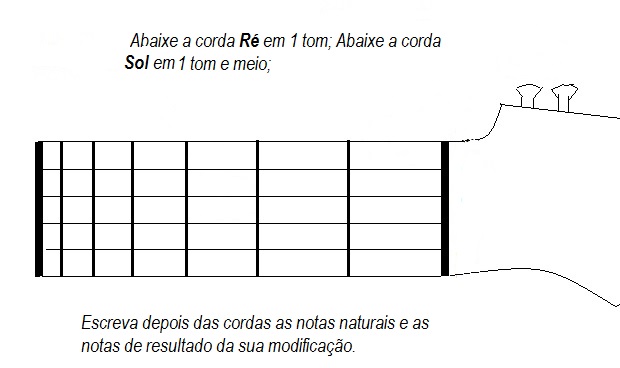 Abaixe a corda Ré em 1 tom; Abaixe a corda
Sol em 1 tom e meio;
Escreva depois das cordas as notas naturais e as
notas de resultado da sua modificação.